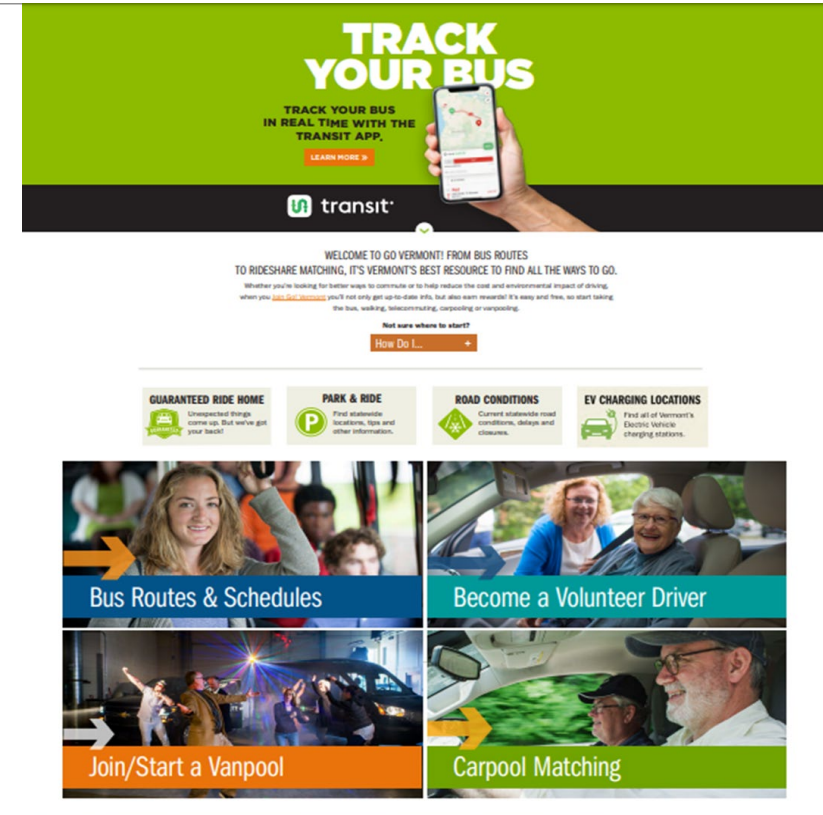 TRACK
YOUR BUS
TRACK YOUR BUS
IN REAL TIME WITH THE
TRANSIT APP.
LEARN MORE »
transit
WELCOME TO GO VERMONT! FROM BUS ROUTES
TO RIDESHARE MATCHING, IT'S VERMONT'S BEST RESOURCE TO FIND ALL THE WAYS TO GO.
Whether you're looking for better ways to commute or to help reduce the cost and environmental impact of driving,
when you Join Go! Vermont you'll not only get up-to-date info, but also earn rewards! It's easy and free, so start taking
the bus, walking, telecommuting, carpooling or vanpooling.
Not sure where to start?
How Do I... +
GUARANTEED RIDE HOME
Unexpected things
come up. But we've got
your back!
PARK & RIDE
P
Find statewide
locations, tips and
other information.
ROAD CONDITIONS
Current statewide road
conditions, delays and
closures.
EV CHARGING LOCATIONS
Find all of Vermont's
Electric Vehicle
charging stations.
Bus Routes & Schedules
Become a Volunteer Driver
Join/Start a Vanpool
Carpool Matching